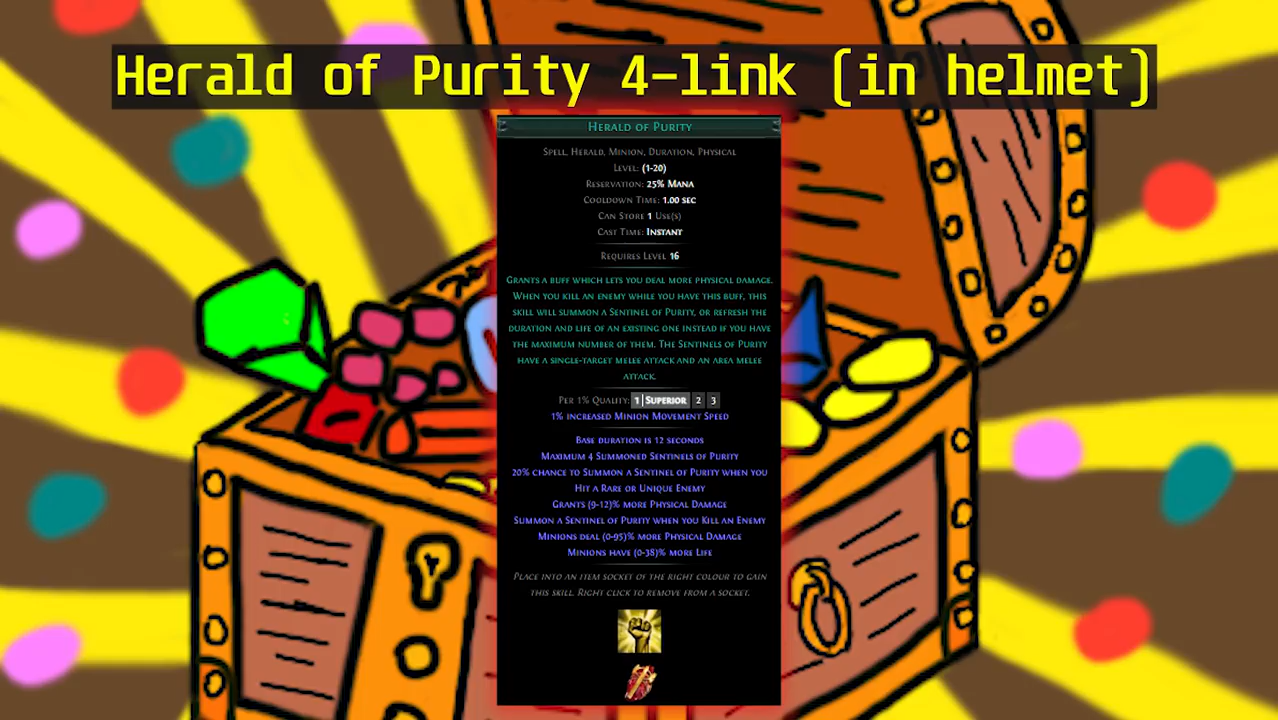 Herald of Purity 4-link (in helmet)
Herald of Purity
Spell, Herald, Minion, Duration, Physical
Level: (1-20)
Reservation: 25% Mana
Cooldown Time: 1.00 sec
Can Store 1 Use(s)
Cast Time: Instant
Requires Level 16
Grants a buff which lets you deal more physical damage.
When you kill an enemy while you have this buff, this
skill will summon a Sentinel of Purity, or refresh the
duration and life of an existing one instead if you have
the maximum number of them. The Sentinels of Purity
have a single-target melee attack and an area melee
attack.
Per 1% Quality: 1 Superior 2 3
1% increased Minion Movement Speed
Base duration is 12 seconds
Maximum 4 Summoned Sentinels of Purity
20% chance to Summon a Sentinel of Purity when you
Hit a Rare or Unique Enemy
Grants (9-12)% more Physical Damage
Summon a Sentinel of Purity when you Kill an Enemy
Minions deal (0-95)% more Physical Damage
Minions have (0-38)% more Life
Place into an item socket of the right colour to gain
this skill. Right click to remove from a socket.